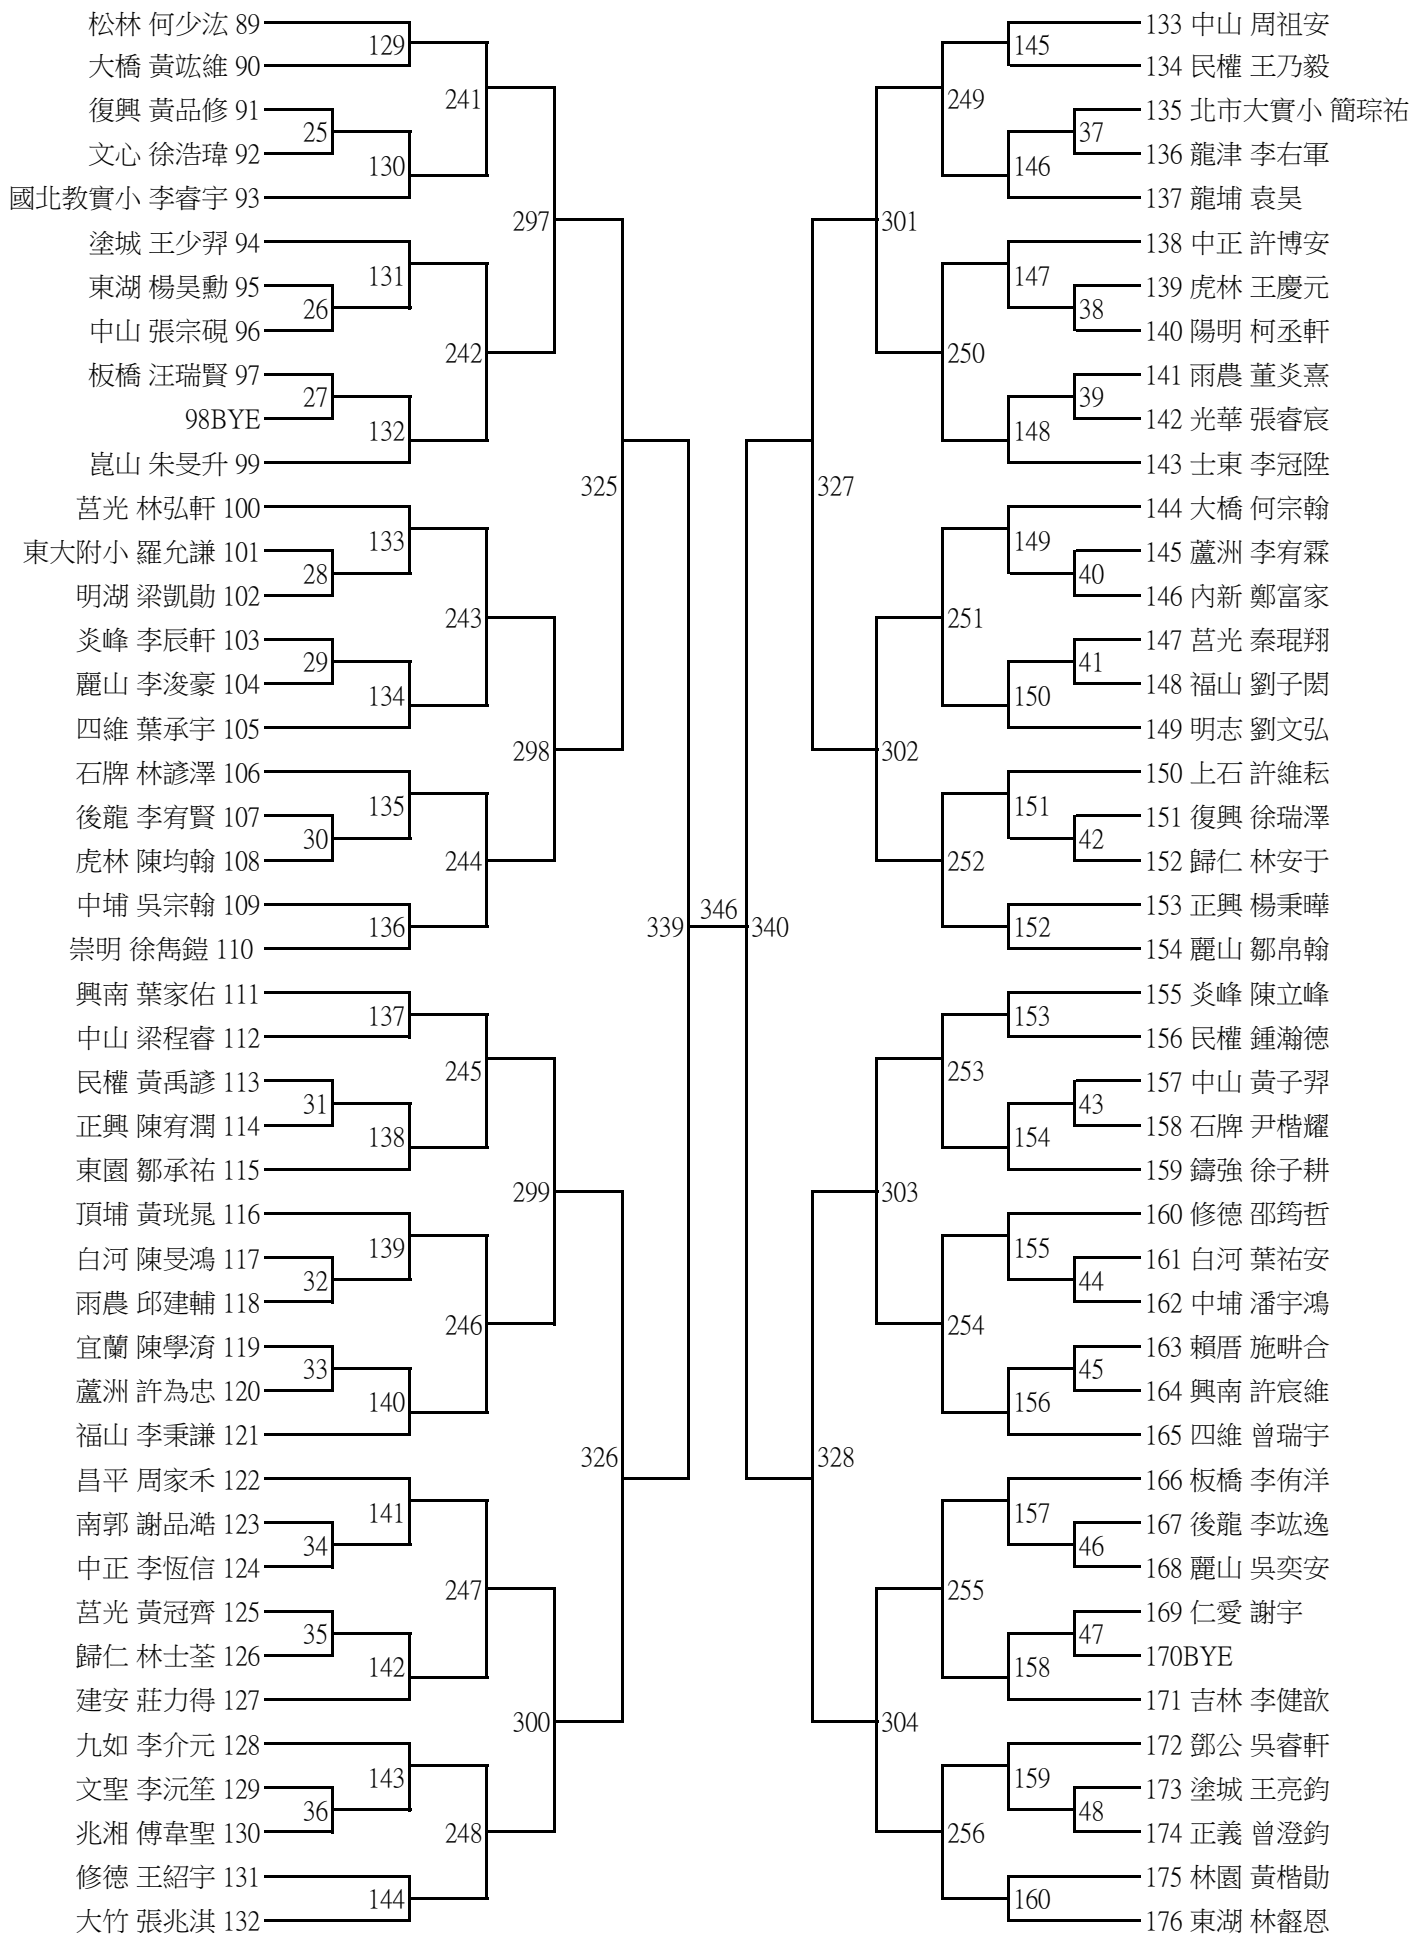 松林 何少汯 89
129
大橋 黃竑維 90
241
復興 黃品修 91
25
文心 徐浩瑋 92
130
國北教實小 李睿宇 93
297
塗城 王少羿 94
131
東湖 楊昊勳 95
26
中山 張宗硯 96
242
板橋 汪瑞賢 97
27
98BYE
132
崑山 朱旻升 99
325
莒光 林弘軒 100
133
東大附小 羅允謙 101
28
明湖 梁凱勛 102
243
炎峰 李辰軒 103
29
麗山 李浚豪 104
134
四維 葉承宇 105
298
石牌 林諺澤 106
135
後龍 李宥賢 107
30
虎林 陳均翰 108
244
中埔 吳宗翰 109
136
崇明 徐雋鎧 110
339
346
340
興南 葉家佑 111
137
中山 梁程睿 112
245
民權 黃禹諺 113
31
正興 陳宥潤 114
138
東園 鄒承祐 115
299
頂埔 黃珖晁 116
139
白河 陳旻鴻 117
32
雨農 邱建輔 118
246
宜蘭 陳學淯 119
33
蘆洲 許為忠 120
140
福山 李秉謙 121
326
昌平 周家禾 122
141
南郭 謝品澔 123
34
中正 李恆信 124
247
莒光 黃冠齊 125
35
歸仁 林士荃 126
142
建安 莊力得 127
300
九如 李介元 128
143
文聖 李沅笙 129
36
兆湘 傅韋聖 130
248
修德 王紹宇 131
144
大竹 張兆淇 132
133 中山 周祖安
145
134 民權 王乃毅
249
135 北市大實小 簡琮祐
37
136 龍津 李右軍
146
137 龍埔 袁昊
301
138 中正 許博安
147
139 虎林 王慶元
38
140 陽明 柯丞軒
250
141 雨農 董炎熹
39
142 光華 張睿宸
148
143 士東 李冠陞
327
144 大橋 何宗翰
149
145 蘆洲 李宥霖
40
146 內新 鄭富家
251
147 莒光 秦琨翔
41
148 福山 劉子閎
150
149 明志 劉文弘
302
150 上石 許維耘
151
151 復興 徐瑞澤
42
152 歸仁 林安于
252
153 正興 楊秉曄
152
154 麗山 鄒帛翰
155 炎峰 陳立峰
153
156 民權 鍾瀚德
253
157 中山 黃子羿
43
158 石牌 尹楷耀
154
159 鑄強 徐子耕
303
160 修德 邵筠哲
155
161 白河 葉祐安
44
162 中埔 潘宇鴻
254
163 賴厝 施畊合
45
164 興南 許宸維
156
165 四維 曾瑞宇
328
166 板橋 李侑洋
157
167 後龍 李竑逸
46
168 麗山 吳奕安
255
169 仁愛 謝宇
47
170BYE
158
171 吉林 李健歆
304
172 鄧公 吳睿軒
159
173 塗城 王亮鈞
48
174 正義 曾澄鈞
256
175 林園 黃楷勛
160
176 東湖 林叡恩